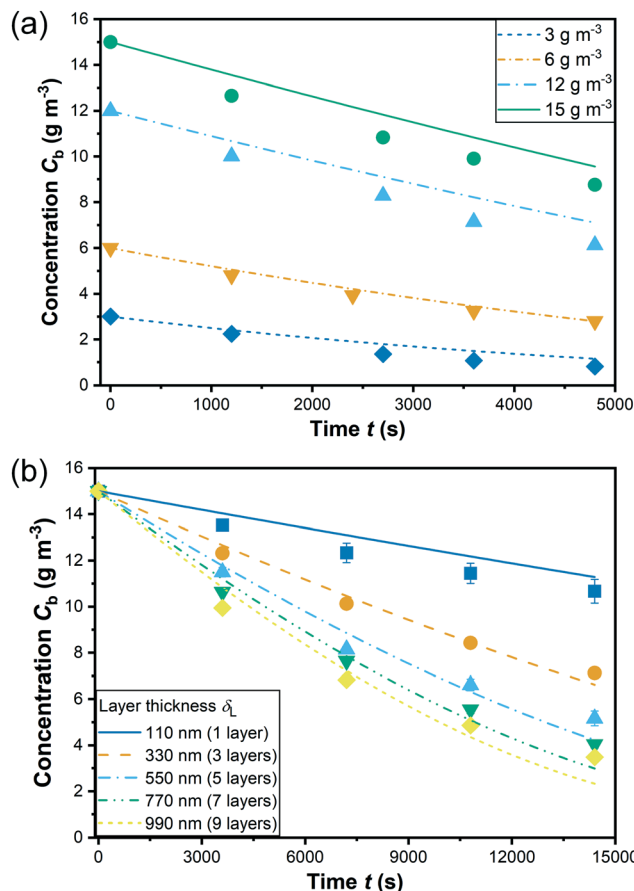 (a)
16
14
12
10
8
6
4
2
0
Concentration C_b (g m⁻³)
3 g m⁻³
6 g m⁻³
12 g m⁻³
15 g m⁻³
0 1000 2000 3000 4000 5000
Time t (s)
(b)
16
14
12
10
8
6
4
2
0
Concentration C_b (g m⁻³)
Layer thickness δ_L
110 nm (1 layer)
330 nm (3 layers)
550 nm (5 layers)
770 nm (7 layers)
990 nm (9 layers)
0 3000 6000 9000 12000 15000
Time t (s)